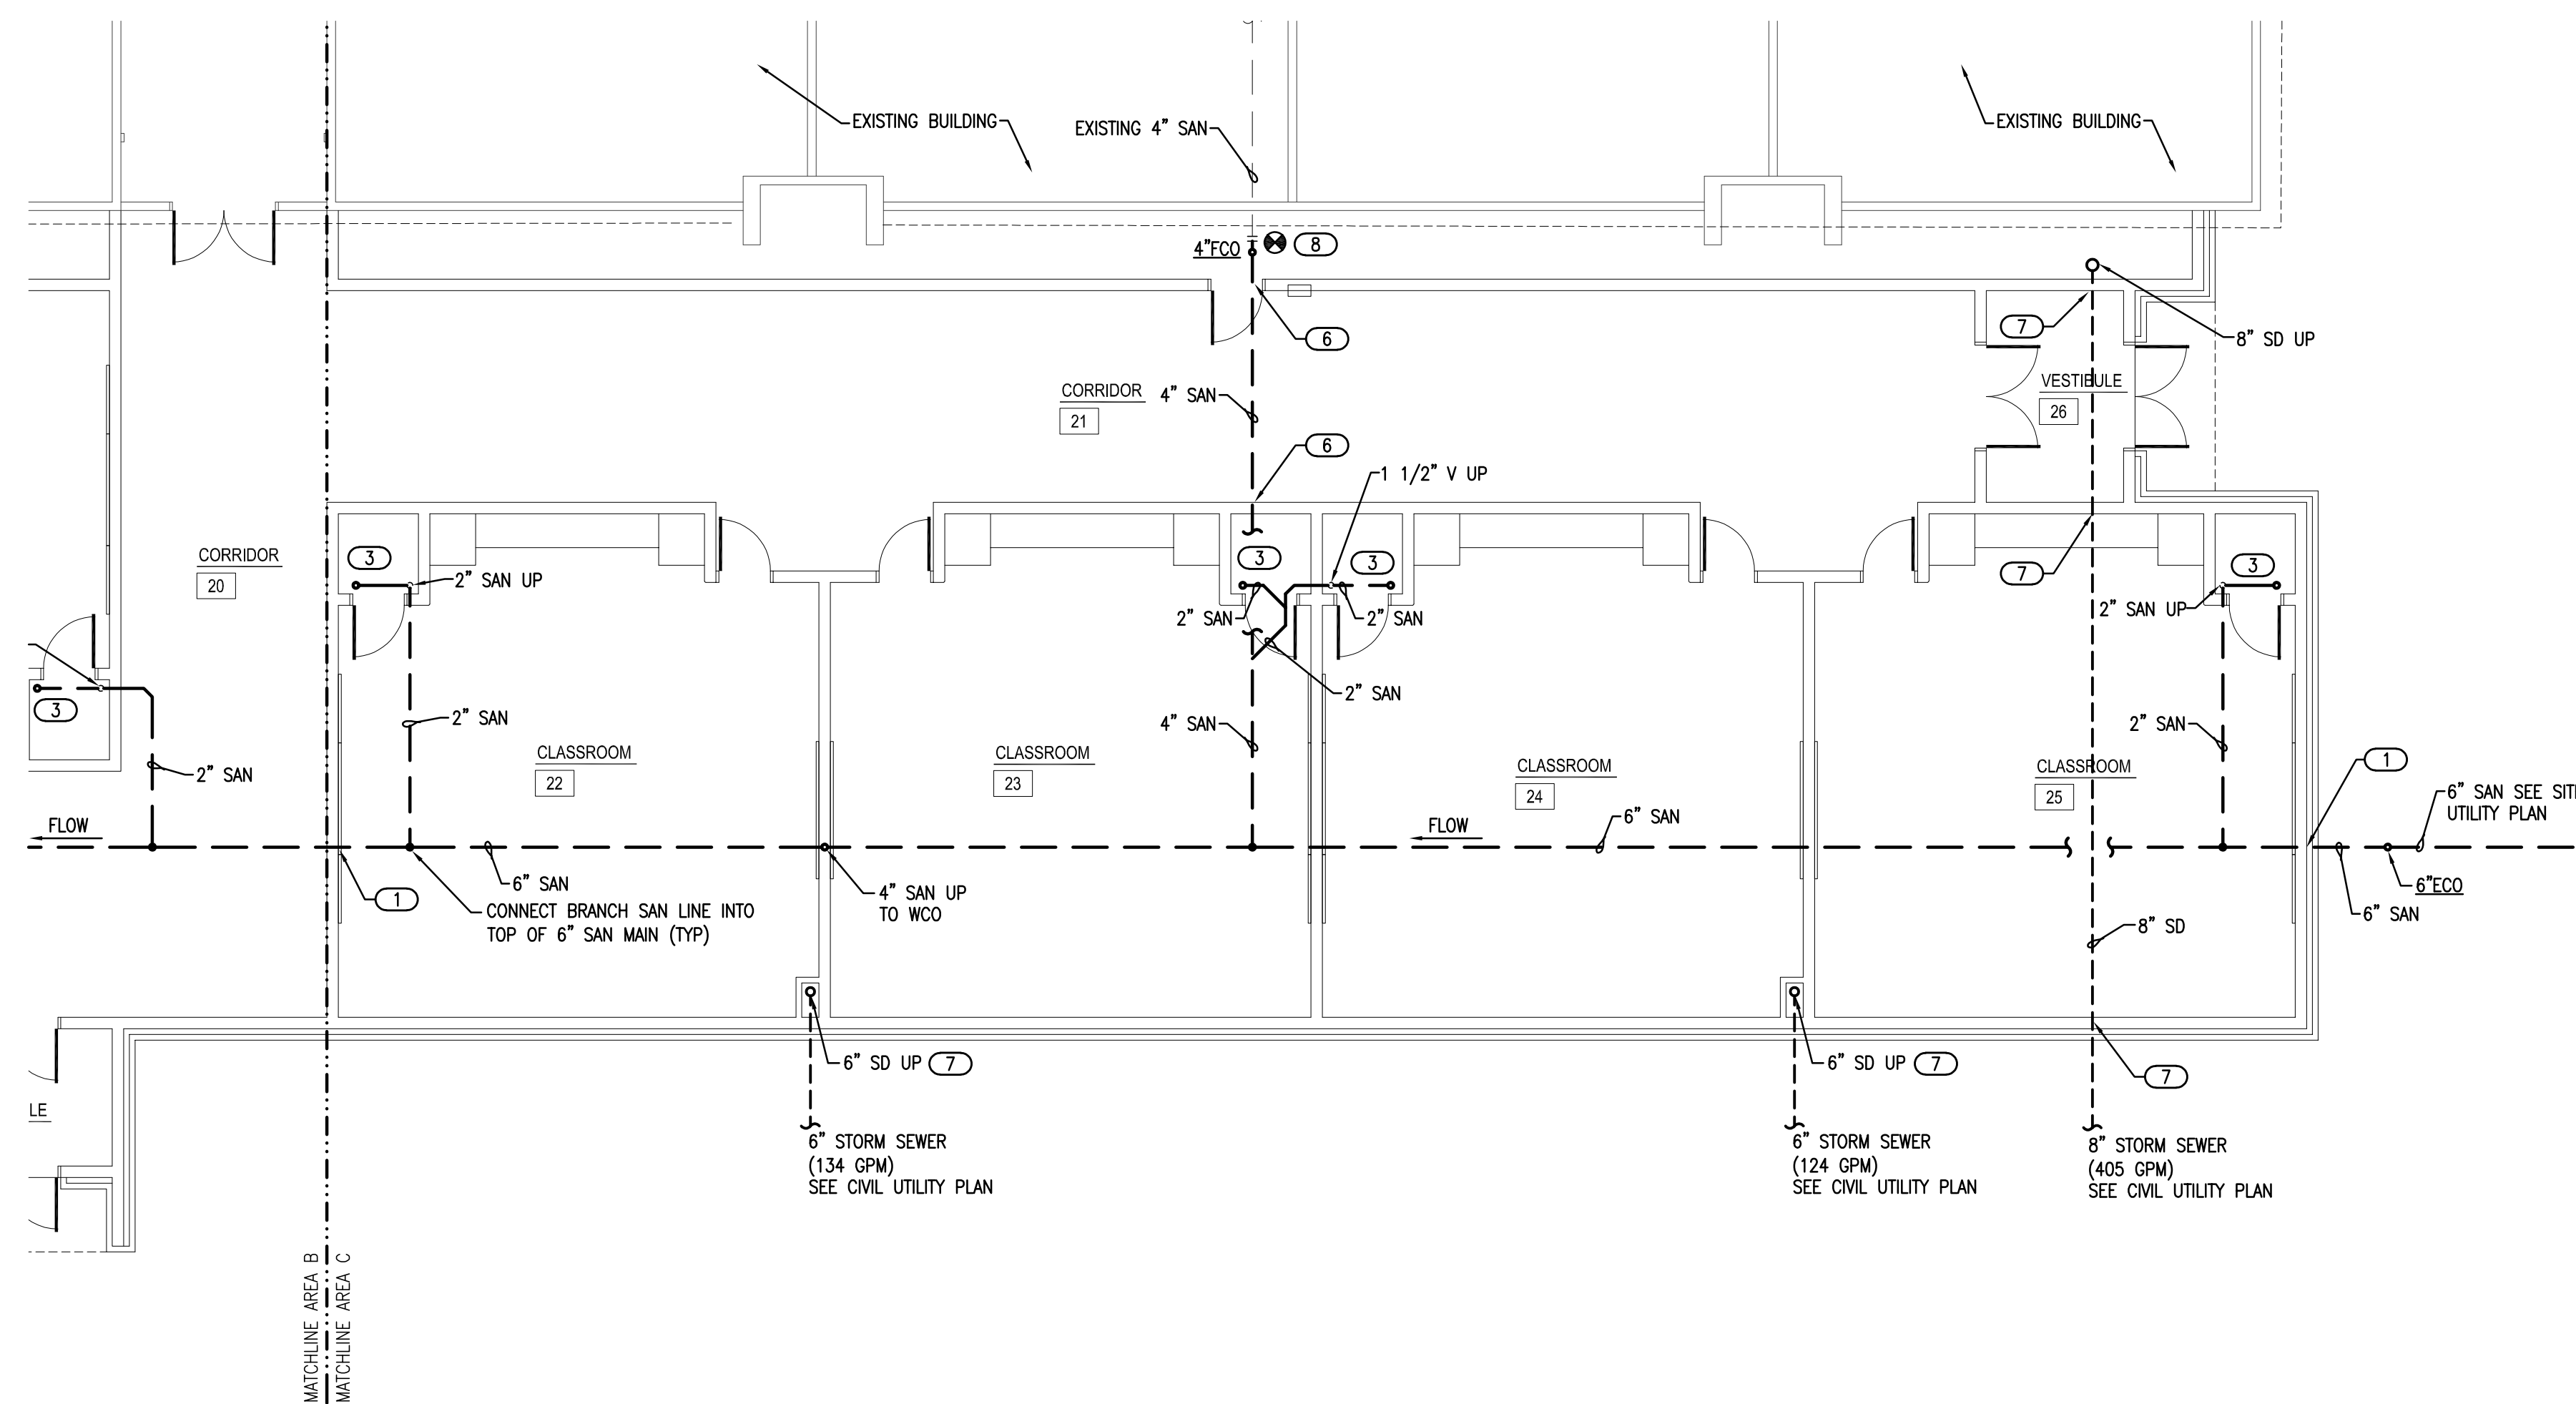 EXISTING BUILDING
EXISTING 4" SAN
EXISTING BUILDING
4"FCO
8
6
7
8" SD UP
CORRIDOR
21
4" SAN
VESTIBULE
26
6
1 1/2" V UP
CORRIDOR
20
3
2" SAN UP
3
3
7
3
2" SAN UP
2" SAN
2" SAN
2" SAN
3
2" SAN
2" SAN
4" SAN
2" SAN
CLASSROOM
22
CLASSROOM
23
CLASSROOM
24
CLASSROOM
25
1
6" SAN SEE SIT
UTILITY PLAN
FLOW
FLOW
6" SAN
6" SAN
1
4" SAN UP
TO WCO
6"ECO
6" SAN
CONNECT BRANCH SAN LINE INTO
TOP OF 6" SAN MAIN (TYP)
8" SD
6" SD UP
7
6" SD UP
7
7
LE
6" STORM SEWER
(134 GPM)
SEE CIVIL UTILITY PLAN
6" STORM SEWER
(124 GPM)
SEE CIVIL UTILITY PLAN
8" STORM SEWER
(405 GPM)
SEE CIVIL UTILITY PLAN
MATCHLINE AREA B
MATCHLINE AREA C